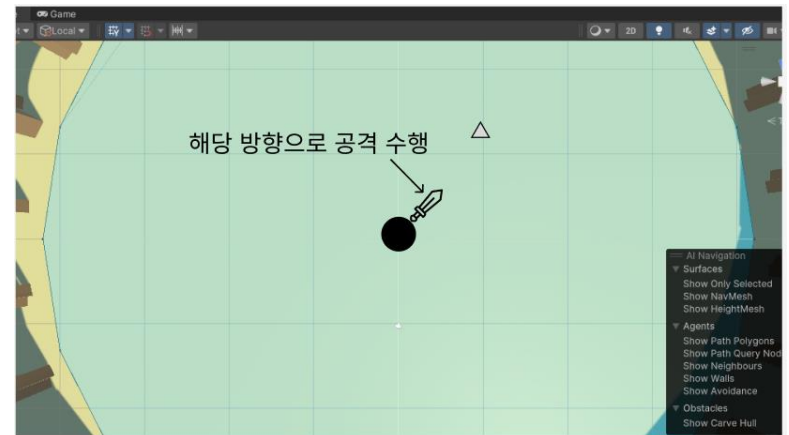 Game
Local
2D
해당 방향으로 공격 수행
AI Navigation
Surfaces
Show Only Selected
Show NavMesh
Show HeightMesh
Agents
Show Path Polygons
Show Path Query Nod
Show Neighbours
Show Walls
Show Avoidance
Obstacles
Show Carve Hull